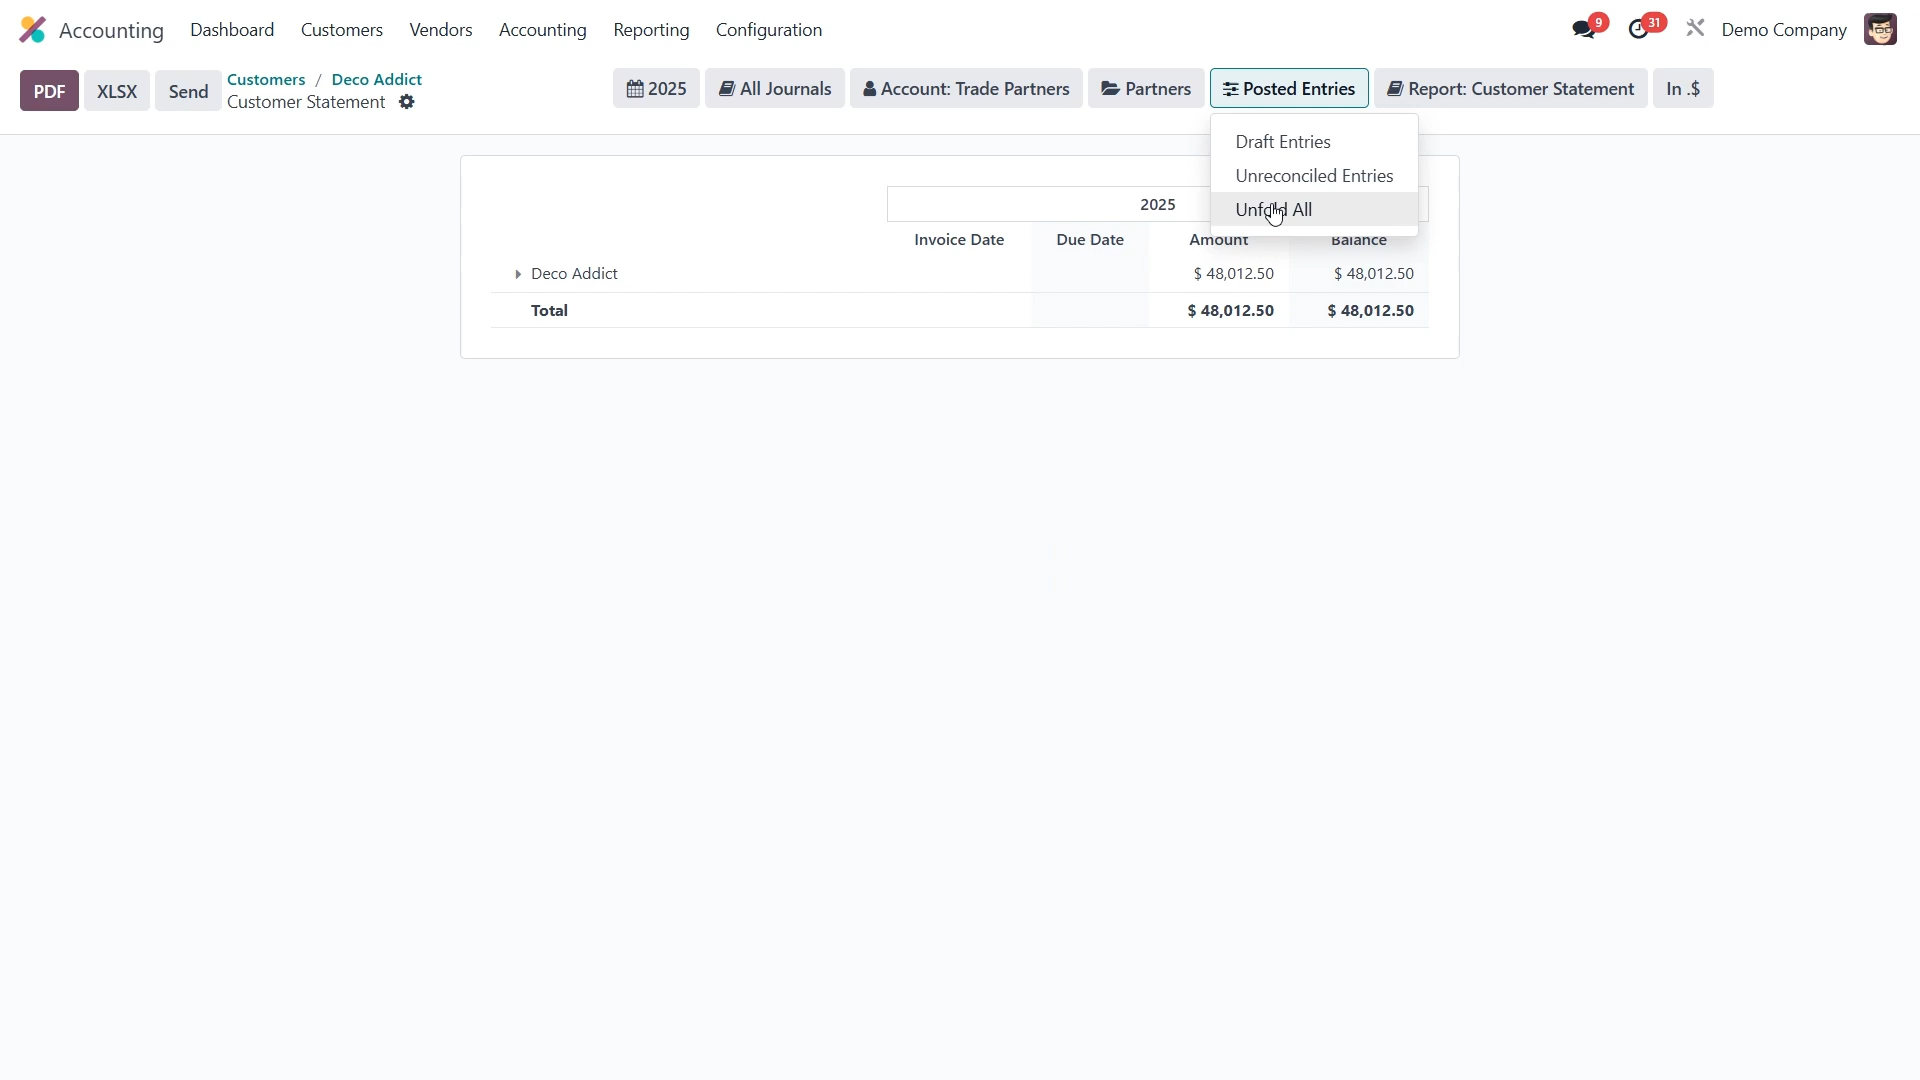 Accounting Dashboard Customers Vendors Accounting Reporting Configuration 9 31 Demo Company
PDF XLSX Send Customers / Deco Addict
Customer Statement
2025 All Journals Account: Trade Partners Partners Posted Entries Report: Customer Statement In .$
Draft Entries
Unreconciled Entries
Unfold All
2025
Invoice Date Due Date Amount Balance
Deco Addict $ 48,012.50 $ 48,012.50
Total $ 48,012.50 $ 48,012.50